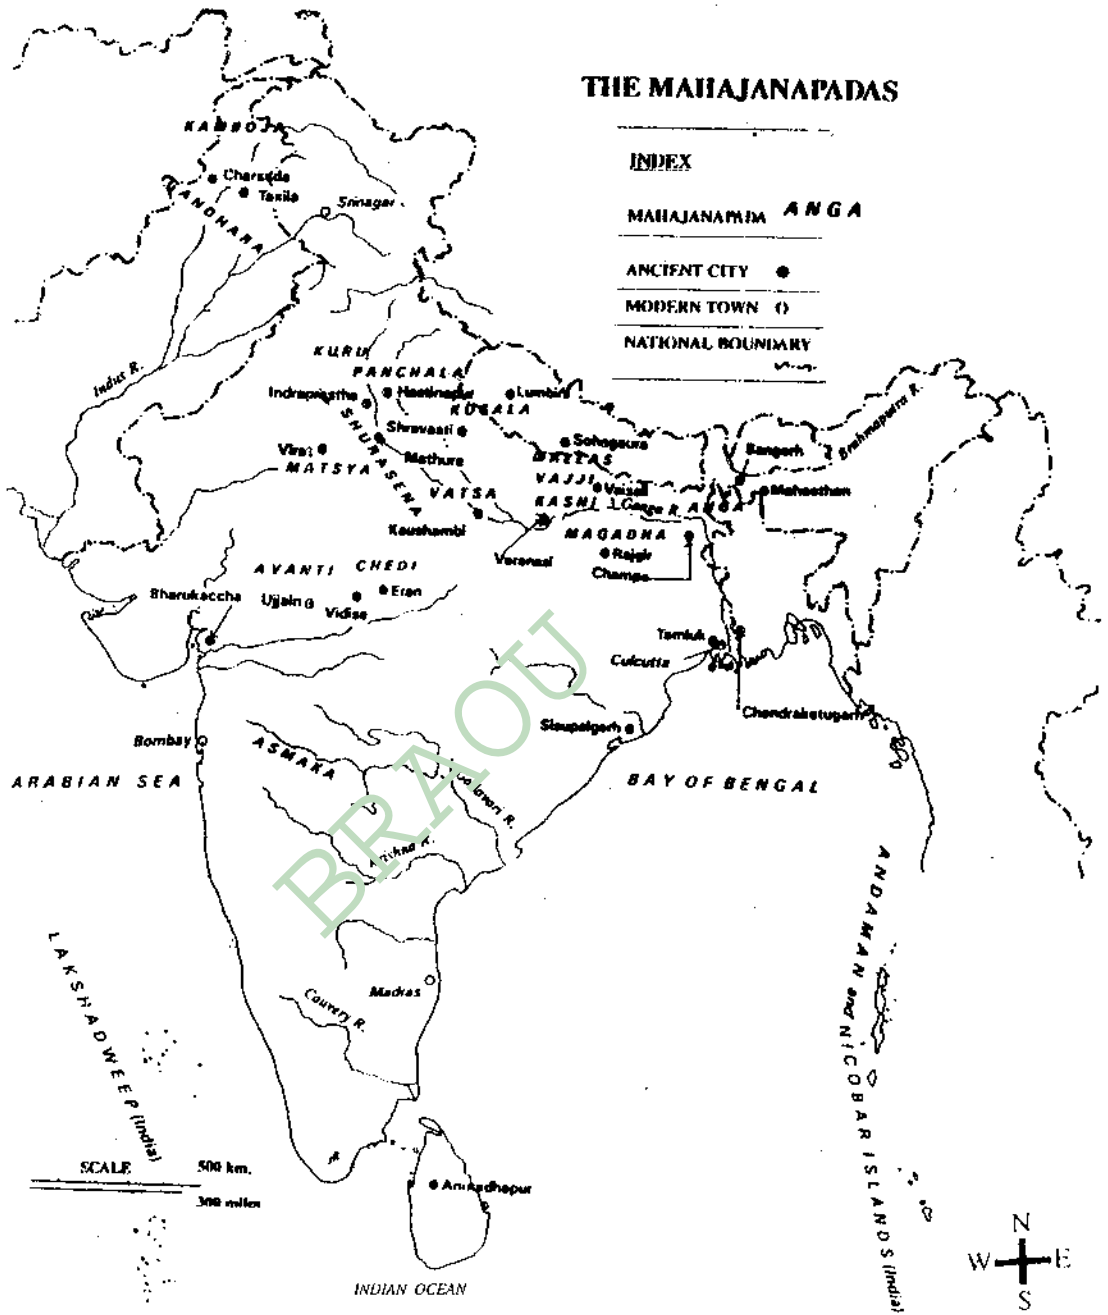 THE MAHAJANAPADAS
INDEX
MAHAJANAPADA ANGA
ANCIENT CITY
MODERN TOWN
NATIONAL BOUNDARY
KAMBOJA
Charsada
Taxila
GANDHARA
Srinagar
Indus R.
KURU
PANCHALA
Indraprastha
Hastinapur
Lumbini
KOSALA
SHURASENA
Shravasti
Sohagaura
Bangarh
Brahmaputra R.
Virat
Mathura
MALLAS
MATSYA
VATSA
VAJJI
Vaisali
Mahasthan
KASHI
Ganga R.
ANGA
Kaushambi
MAGADHA
Varanasi
Rajgir
Champa
AVANTI
CHEDI
Bharukaccha
Ujjain
Vidisa
Eran
Tamluk
Culcutta
Chandraketugarh
Sisupalgarh
Bombay
ASMAKA
ARABIAN SEA
BAY OF BENGAL
Godavari R.
Krishna R.
BRAOU
ANDAMAN and NICOBAR ISLANDS (India)
LAKSHADWEEP (India)
Madras
Cauvery R.
SCALE
500 km.
300 miles
Anuradhapur
INDIAN OCEAN
N
W E
S